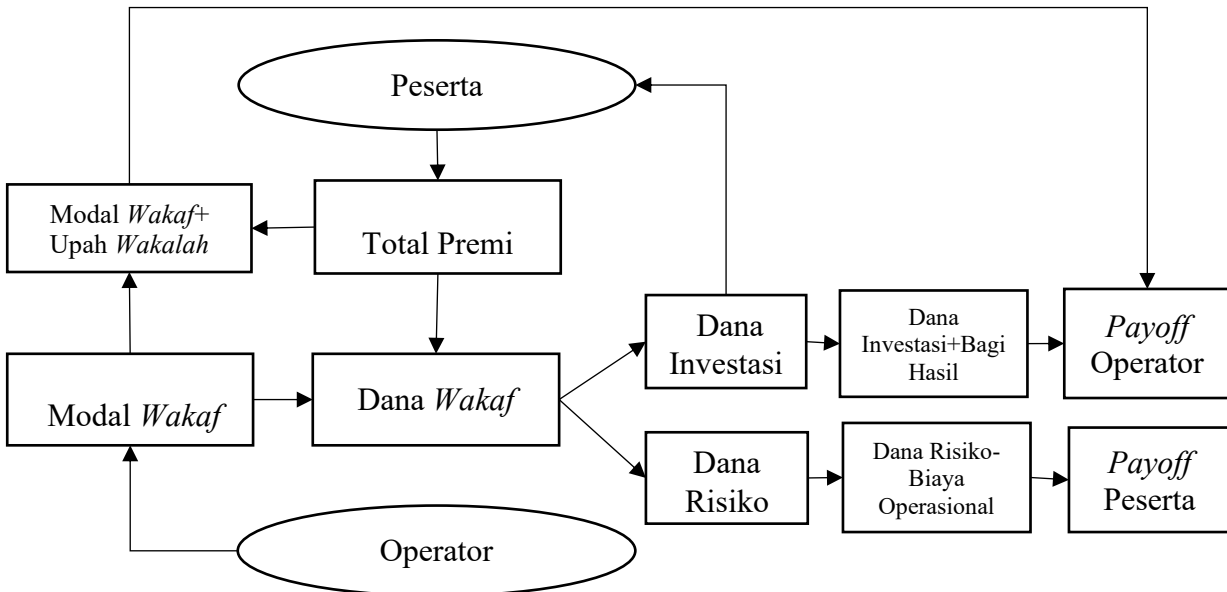 Peserta
Modal Wakaf+
Upah Wakalah
Total Premi
Dana
Investasi
Dana
Investasi+Bagi
Hasil
Payoff
Operator
Modal Wakaf
Dana Wakaf
Dana
Risiko
Dana Risiko-
Biaya
Operasional
Payoff
Peserta
Operator